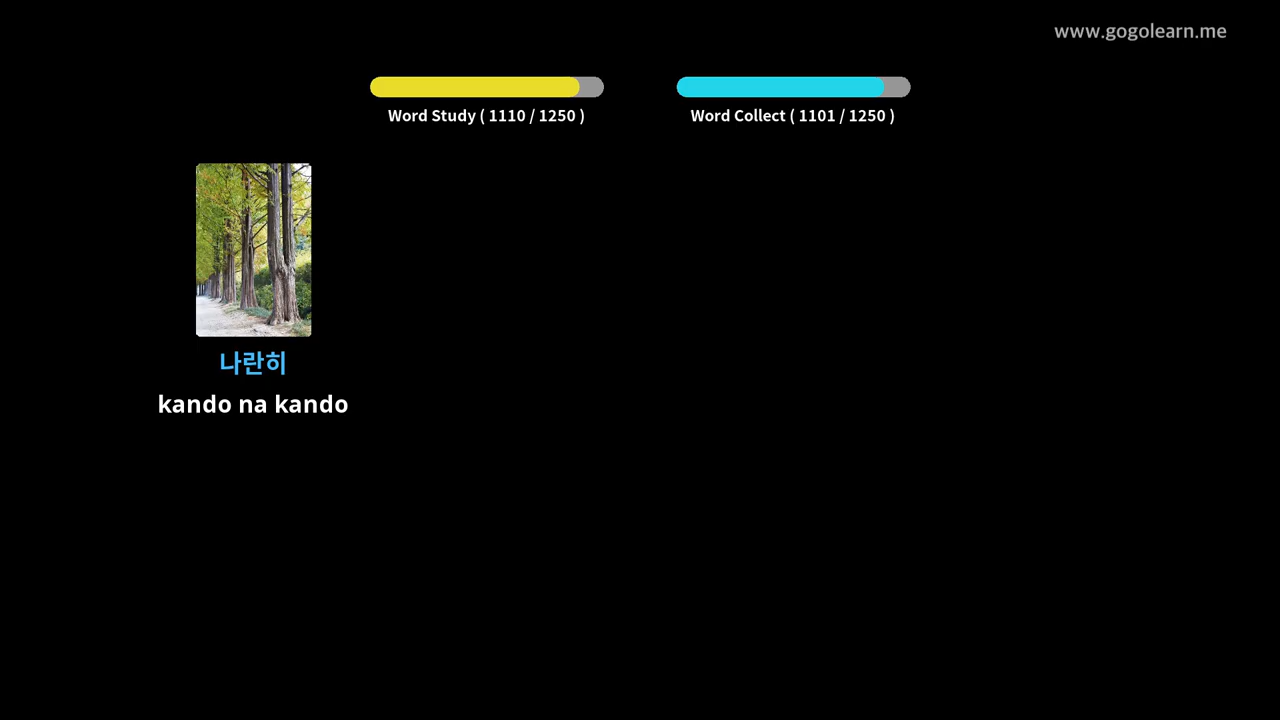 www.gogolearn.me
Word Study ( 1110 / 1250 )
Word Collect ( 1101 / 1250 )
나란히
kando na kando